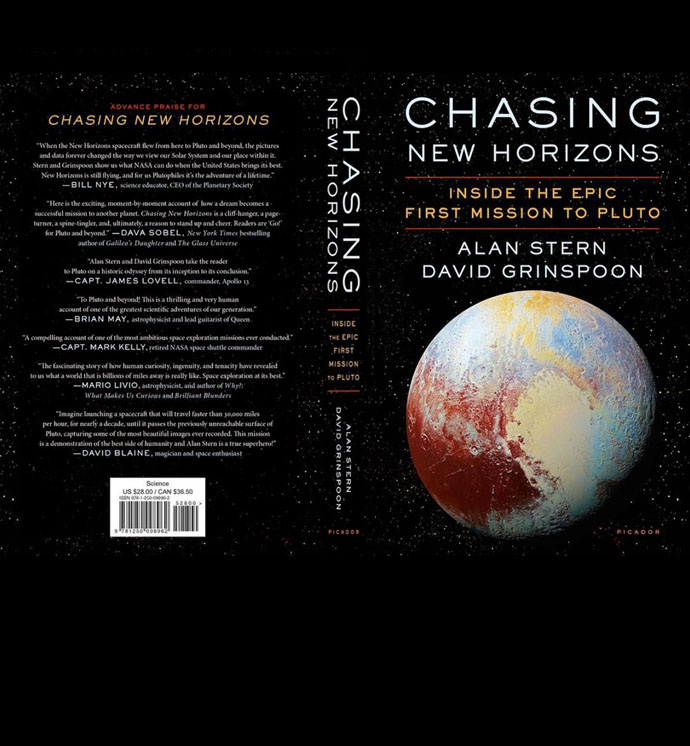 ADVANCE PRAISE FOR
CHASING NEW HORIZONS
"When the New Horizons spacecraft flew from here to Pluto and beyond, the pictures
and data forever changed the way we view our Solar System and our place within it.
Stern and Grinspoon show us what NASA can do when the United States brings its best.
New Horizons is still flying, and for us Plutophiles it's the adventure of a lifetime."
—BILL NYE, science educator, CEO of the Planetary Society
"Here is the exciting, moment-by-moment account of how a dream becomes a
successful mission to another planet. Chasing New Horizons is a cliff-hanger, a page-
turner, a spine-tingler, and, ultimately, a reason to stand up and cheer. Readers are 'Go!'
for Pluto and beyond." —DAVA SOBEL, New York Times bestselling
author of Galileo's Daughter and The Glass Universe
"Alan Stern and David Grinspoon take the reader
to Pluto on a historic odyssey from its inception to its conclusion."
—CAPT. JAMES LOVELL, commander, Apollo 13
"To Pluto and beyond! This is a thrilling and very human
account of one of the greatest scientific adventures of our generation."
—BRIAN MAY, astrophysicist and lead guitarist of Queen
"A compelling account of one of the most ambitious space exploration missions ever conducted."
—CAPT. MARK KELLY, retired NASA space shuttle commander
"The fascinating story of how human curiosity, ingenuity, and tenacity have revealed
to us what a world that is billions of miles away is really like. Space exploration at its best."
—MARIO LIVIO, astrophysicist, and author of Why?:
What Makes Us Curious and Brilliant Blunders
"Imagine launching a spacecraft that will travel faster than 30,000 miles
per hour, for nearly a decade, until it passes the previously unreachable surface of
Pluto, capturing some of the most beautiful images ever recorded. This mission
is a demonstration of the best side of humanity and Alan Stern is a true superhero!"
—DAVID BLAINE, magician and space enthusiast
Science
US $28.00 / CAN $36.50
ISBN 978-1-250-09896-2
52800>
9 781250 098962
CHASING
NEW HORIZONS
INSIDE
THE EPIC
FIRST
MISSION
TO PLUTO
ALAN STERN
DAVID GRINSPOON
PICADOR
CHASING
NEW HORIZONS
INSIDE THE EPIC
FIRST MISSION TO PLUTO
ALAN STERN
DAVID GRINSPOON
PICADOR